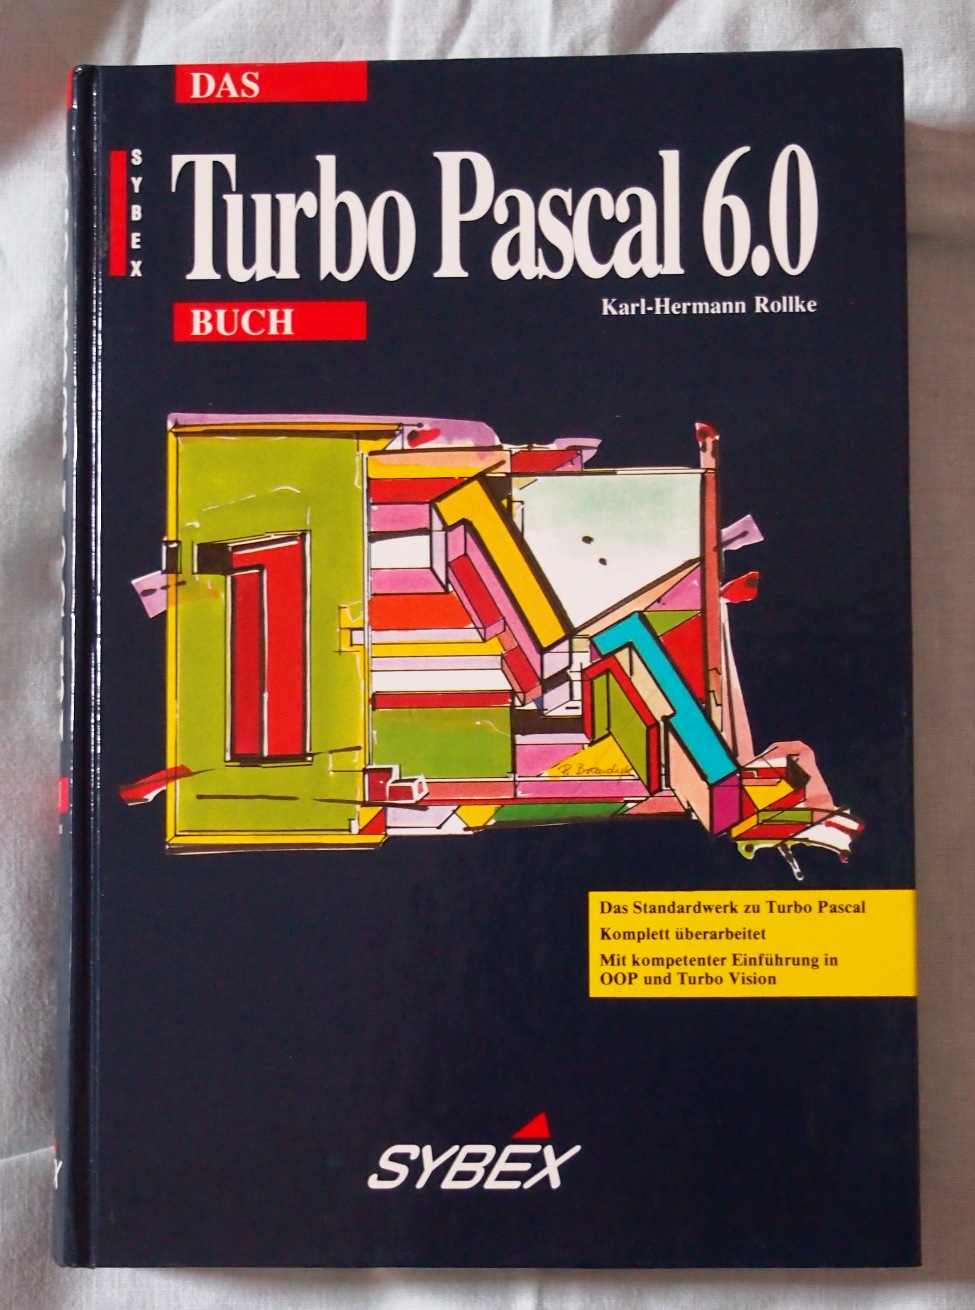 DAS
SYBEX
Turbo Pascal 6.0
Karl-Hermann Rollke
BUCH
Das Standardwerk zu Turbo Pascal
Komplett überarbeitet
Mit kompetenter Einführung in
OOP und Turbo Vision
SYBEX